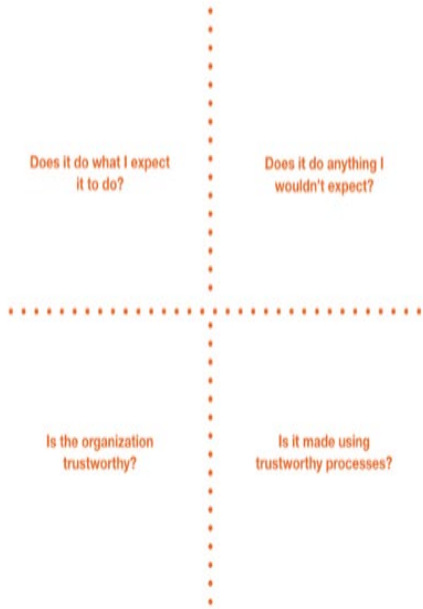 Does it do what I expect
it to do?
Does it do anything I
wouldn't expect?
Is the organization
trustworthy?
Is it made using
trustworthy processes?